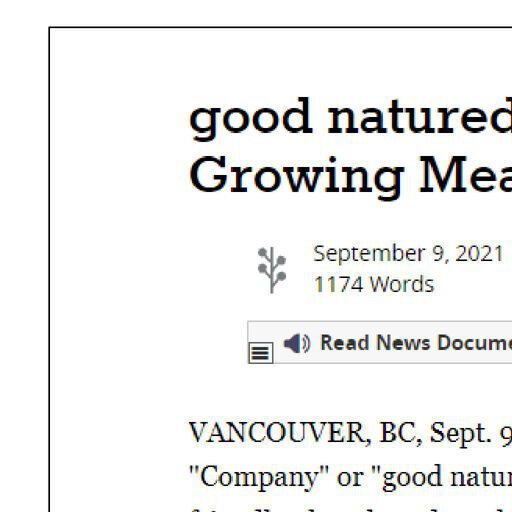 good natured
Growing Mea
September 9, 2021
1174 Words
Read News Docume
VANCOUVER, BC, Sept. 9
"Company" or "good natur